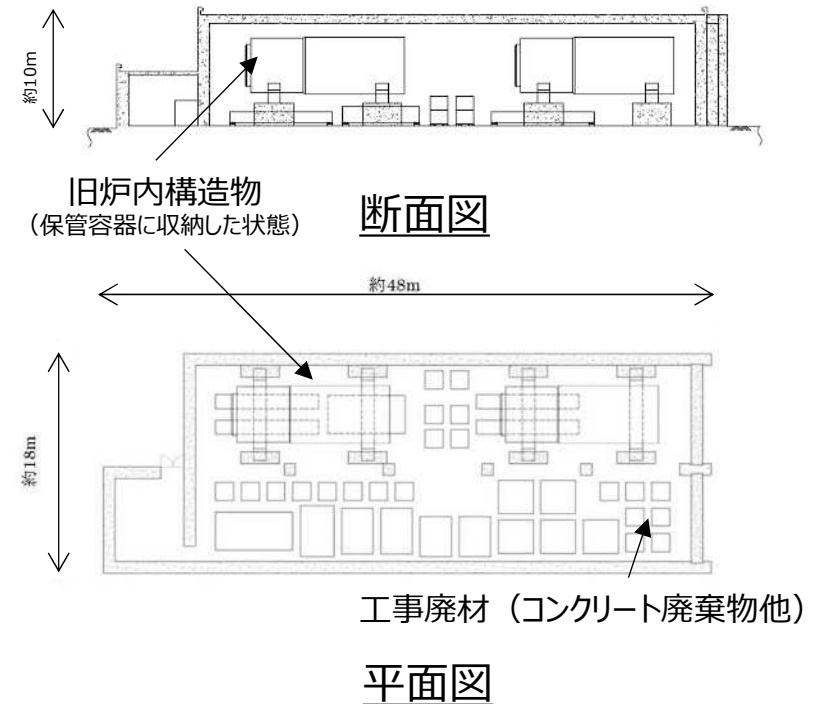 約10m
旧炉内構造物
（保管容器に収納した状態）
断面図
約48m
約18m
工事廃材（コンクリート廃棄物他）
平面図